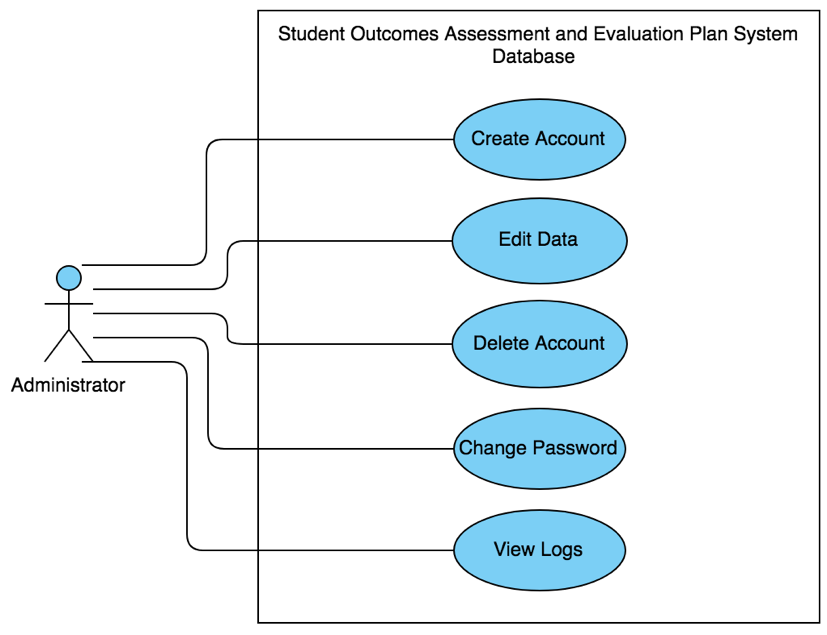 Student Outcomes Assessment and Evaluation Plan System
Database
Create Account
Edit Data
Delete Account
Change Password
View Logs
Administrator